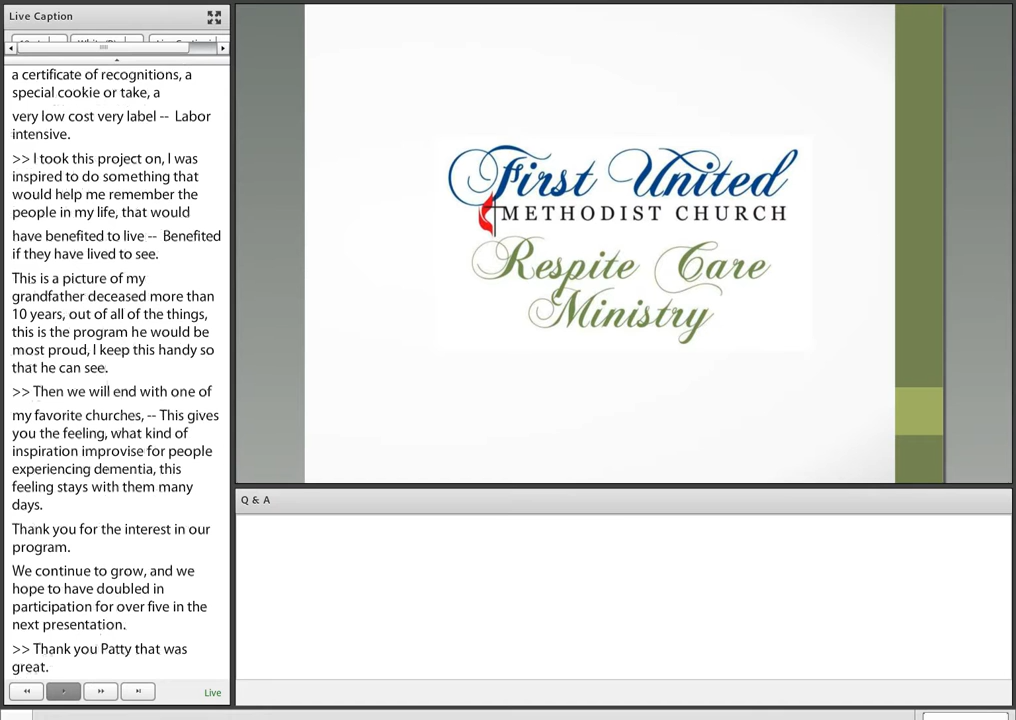 Live Caption
a certificate of recognitions, a
special cookie or take, a
very low cost very label -- Labor
intensive.
>> I took this project on, I was
inspired to do something that
would help me remember the
people in my life, that would
have benefited to live -- Benefited
if they have lived to see.
This is a picture of my
grandfather deceased more than
10 years, out of all of the things,
this is the program he would be
most proud, I keep this handy so
that he can see.
>> Then we will end with one of
my favorite churches, -- This gives
you the feeling, what kind of
inspiration improvise for people
experiencing dementia, this
feeling stays with them many
days.
Thank you for the interest in our
program.
We continue to grow, and we
hope to have doubled in
participation for over five in the
next presentation.
>> Thank you Patty that was
great.
Live
First United
METHODIST CHURCH
Respite Care
Ministry
Q & A